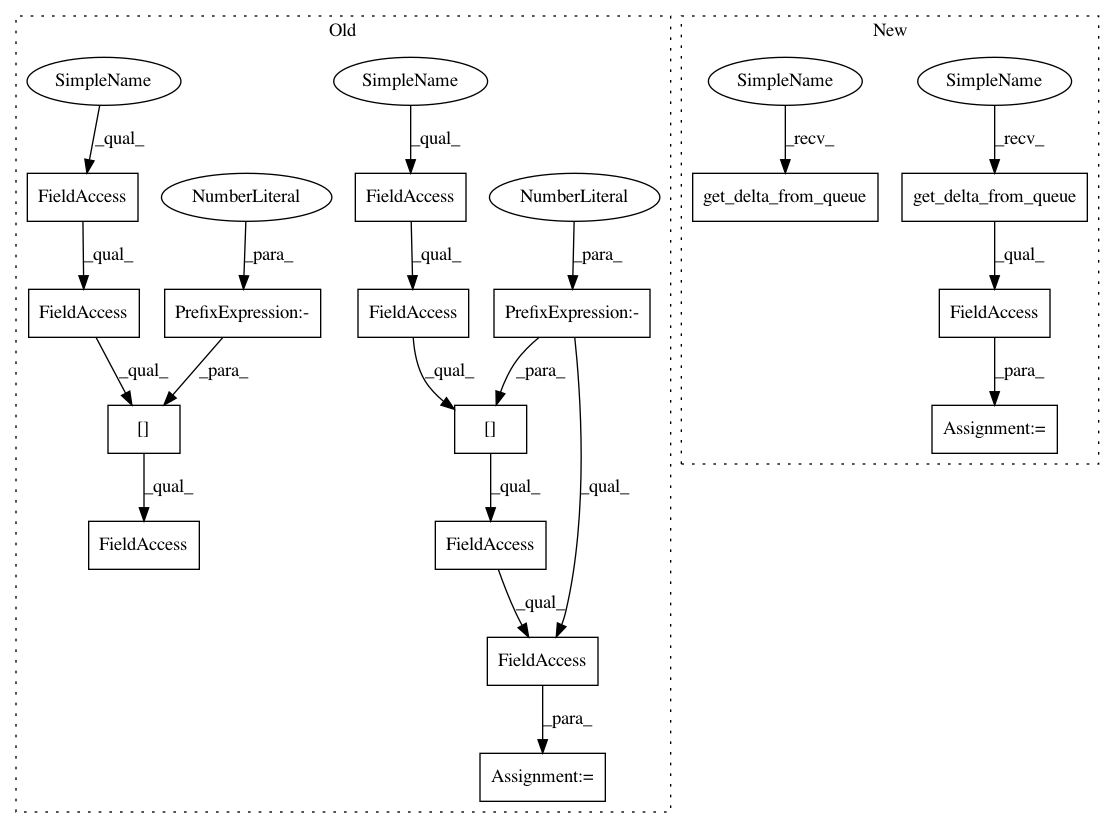 Old
New
SimpleName
SimpleName
SimpleName
SimpleName
_qual_
_qual_
_recv_
_recv_
FieldAccess
NumberLiteral
FieldAccess
NumberLiteral
get_delta_from_queue
get_delta_from_queue
_qual_
_para_
_qual_
_para_
_qual_
FieldAccess
PrefixExpression:-
FieldAccess
PrefixExpression:-
FieldAccess
_qual_
_para_
_qual_
_para_
_para_
[]
[]
Assignment:=
_qual_
_qual_
_qual_
FieldAccess
FieldAccess
_qual_
FieldAccess
_para_
Assignment:=